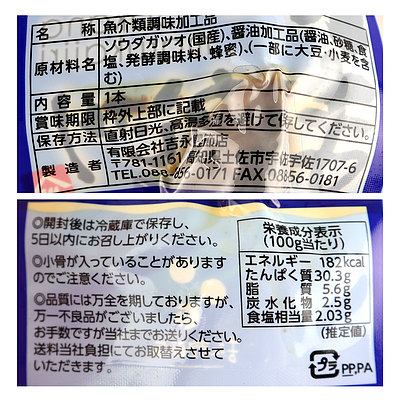 名称 魚介類調味加工品
原材料名 ソウダガツオ(国産)、醤油加工品(醤油、砂糖、食
塩、発酵調味料、蜂蜜)、(一部に大豆・小麦を含
む)
内容量 1本
賞味期限 枠外上部に記載
保存方法 直射日光、高温多湿を避けて保存してください。
製造者 有限会社吉永鰹節店
〒781-1161 高知県土佐市宇佐町宇佐1707-6
TEL.088-856-0171 FAX.088-856-0181
◎開封後は冷蔵庫で保存し、
5日以内にお召し上がりください。
◎小骨が入っていることがあります
のでご注意ください。
◎品質には万全を期しておりますが、
万一不良品がございましたら、
お手数ですが当社までお送りください。
送料当社負担にてお取替えさせて
いただきます。
栄養成分表示
(100g当たり)
エネルギー 182kcal
たんぱく質 30.3g
脂質 5.6g
炭水化物 2.5g
食塩相当量 2.03g
(推定値)
プラ PP,PA